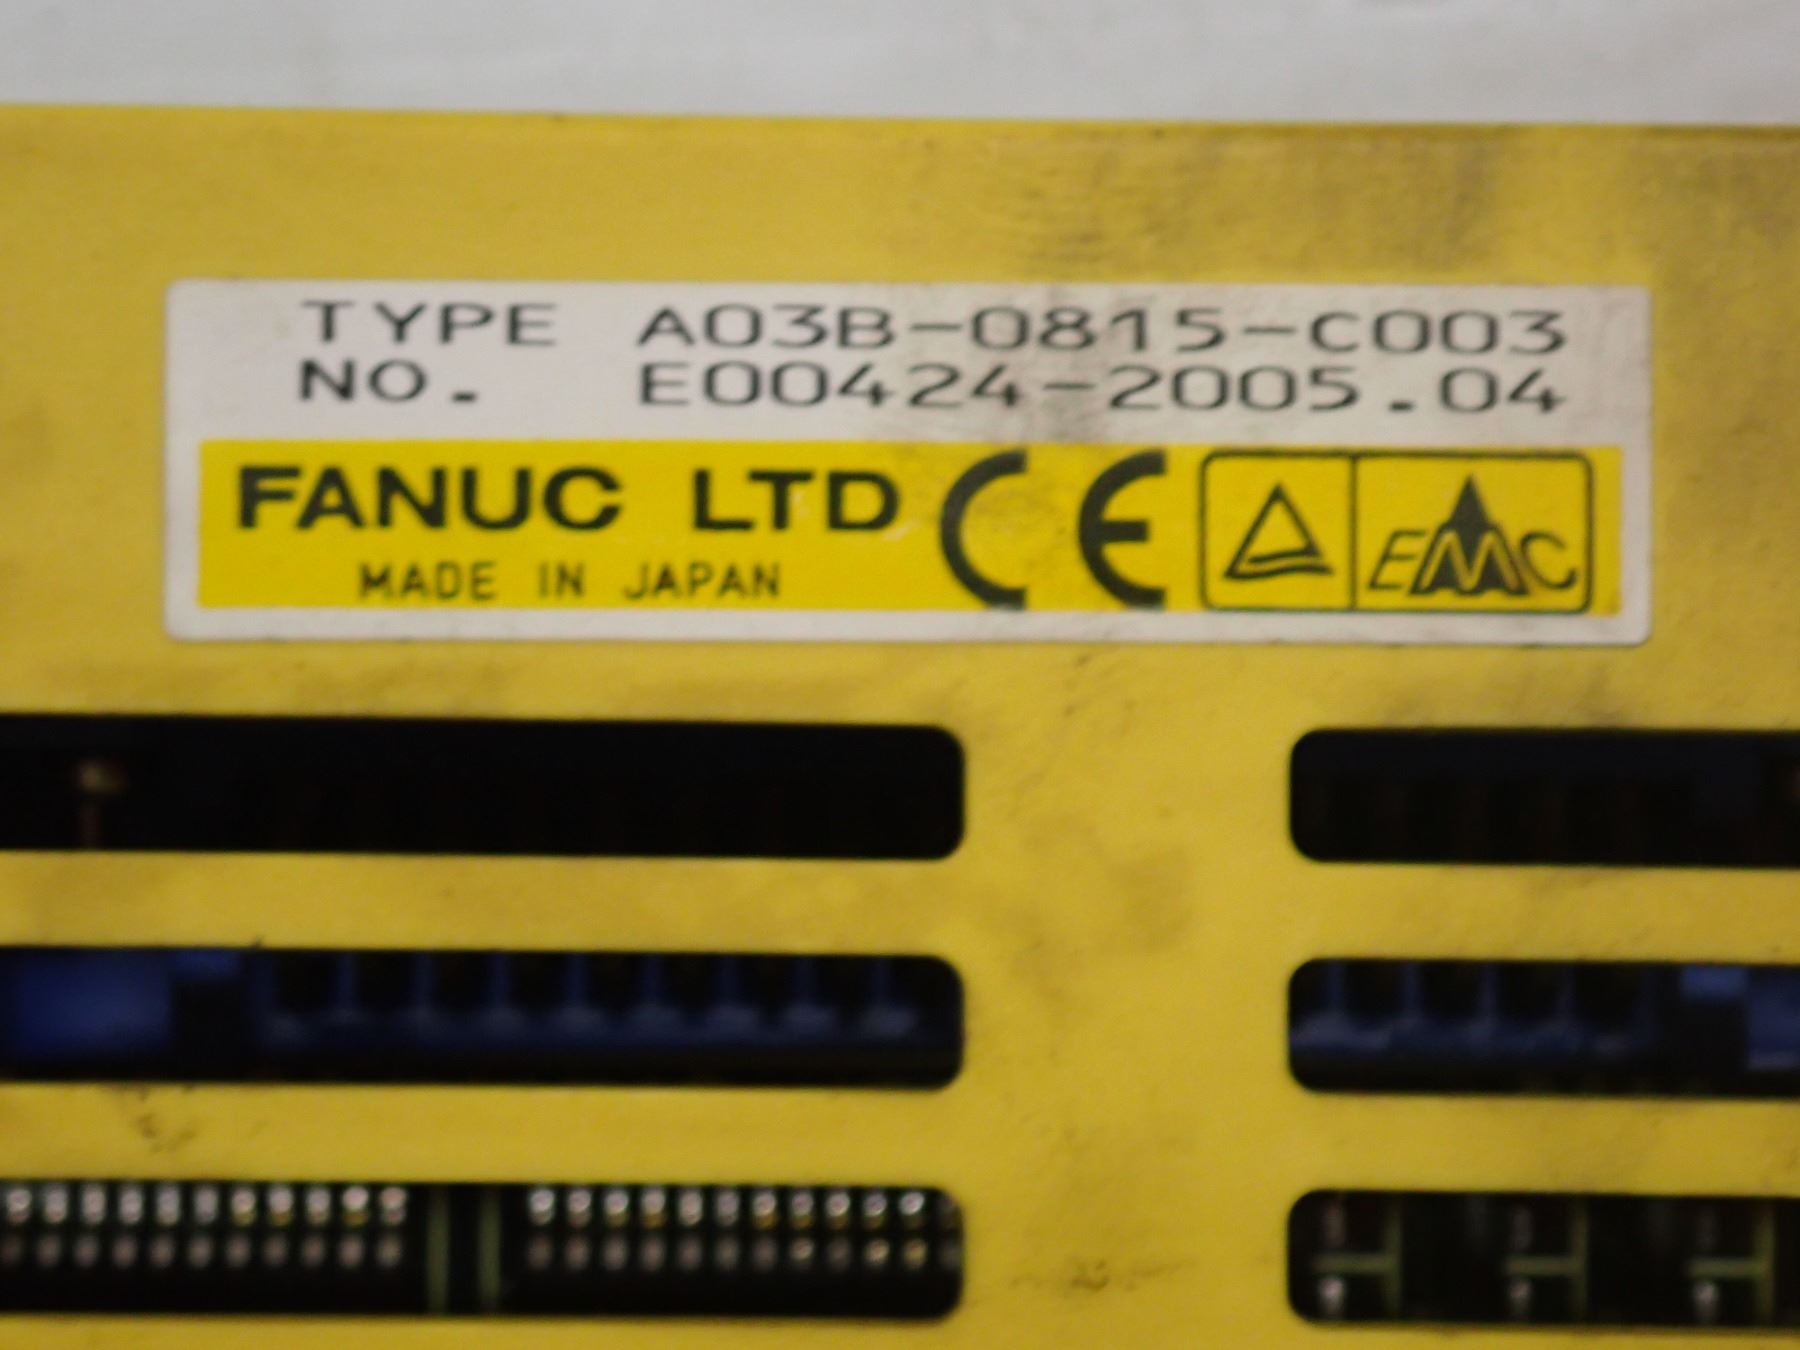 TYPE A03B-0815-C003
NO. E00424-2005.04
FANUC LTD CE EMC
MADE IN JAPAN